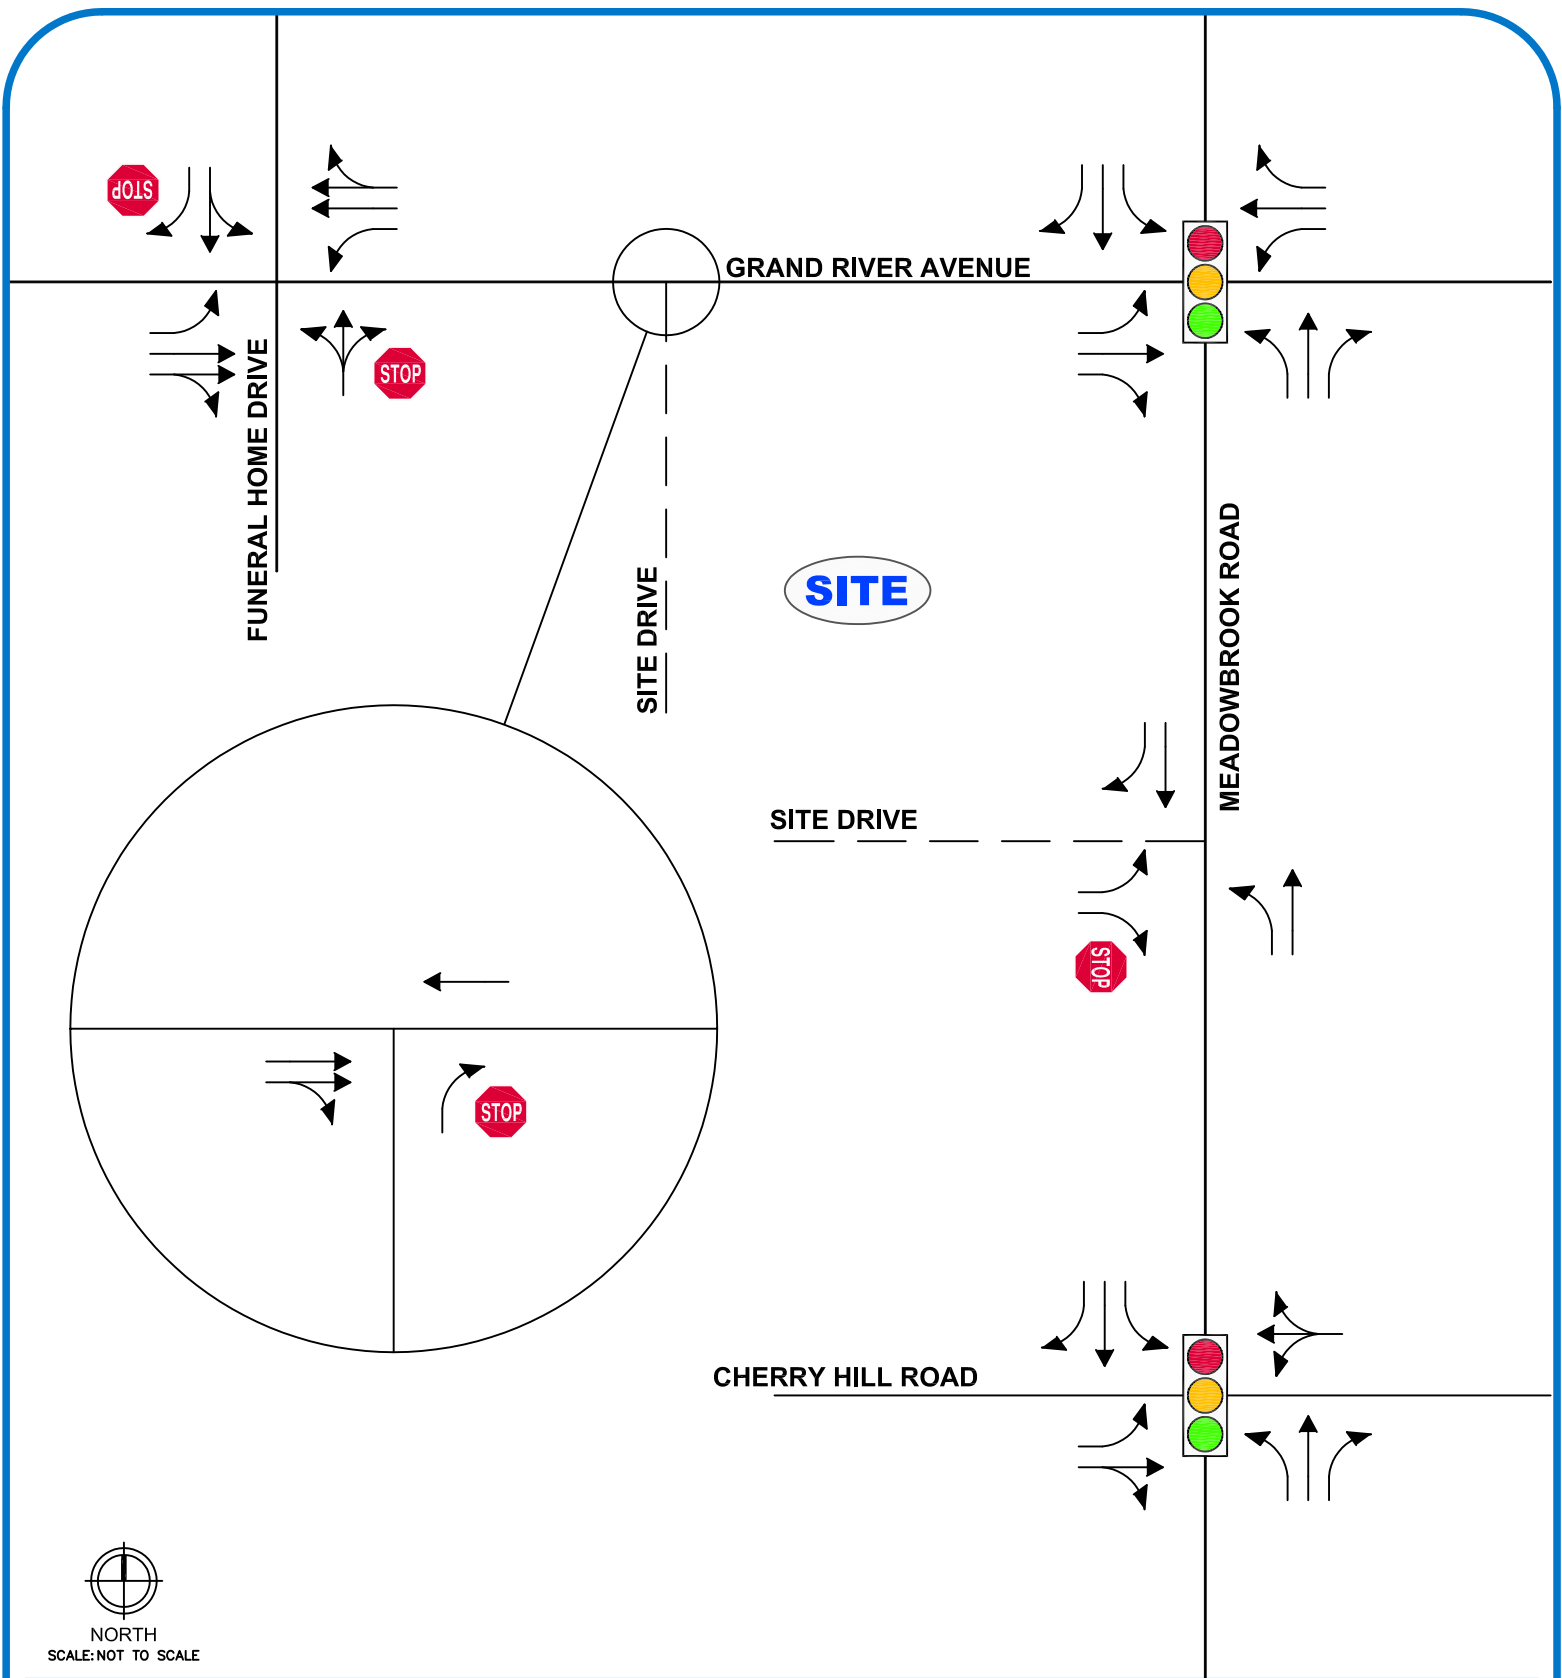 STOP
GRAND RIVER AVENUE
STOP
FUNERAL HOME DRIVE
SITE DRIVE
SITE
MEADOWBROOK ROAD
SITE DRIVE
STOP
STOP
CHERRY HILL ROAD
NORTH
SCALE: NOT TO SCALE